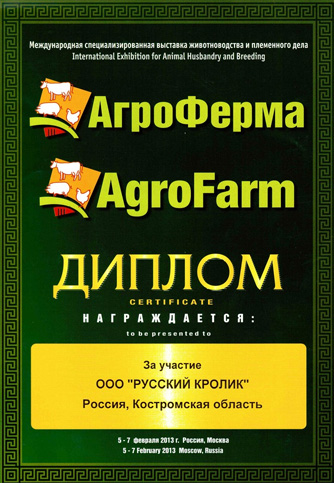 Международная специализированная выставка животноводства и племенного дела
International Exhibition for Animal Husbandry and Breeding
АгроФерма
AgroFarm
ДИПЛОМ
CERTIFICATE
НАГРАЖДАЕТСЯ:
to be presented to
За участие
ООО "РУССКИЙ КРОЛИК"
Россия, Костромская область
5 - 7 февраля 2013 г. Россия, Москва
5 - 7 February 2013 Moscow, Russia